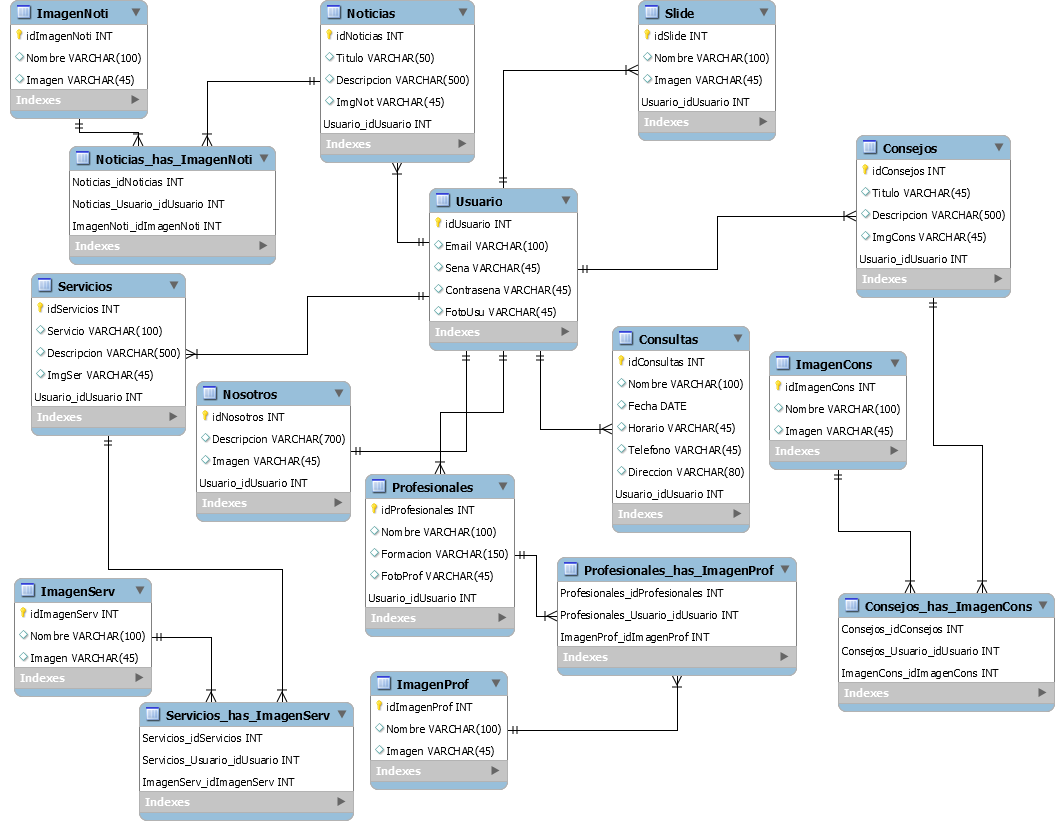 ImagenNoti
idImagenNoti INT
Nombre VARCHAR(100)
Imagen VARCHAR(45)
Indexes
Noticias
idNoticias INT
Titulo VARCHAR(50)
Descripcion VARCHAR(500)
ImgNot VARCHAR(45)
Usuario_idUsuario INT
Indexes
Slide
idSlide INT
Nombre VARCHAR(100)
Imagen VARCHAR(45)
Usuario_idUsuario INT
Indexes
Noticias_has_ImagenNoti
Noticias_idNoticias INT
Noticias_Usuario_idUsuario INT
ImagenNoti_idImagenNoti INT
Indexes
Usuario
idUsuario INT
Email VARCHAR(100)
Sena VARCHAR(45)
Contrasena VARCHAR(45)
FotoUsu VARCHAR(45)
Indexes
Consejos
idConsejos INT
Titulo VARCHAR(45)
Descripcion VARCHAR(500)
ImgCons VARCHAR(45)
Usuario_idUsuario INT
Indexes
Servicios
idServicios INT
Servicio VARCHAR(100)
Descripcion VARCHAR(500)
ImgSer VARCHAR(45)
Usuario_idUsuario INT
Indexes
Nosotros
idNosotros INT
Descripcion VARCHAR(700)
Imagen VARCHAR(45)
Usuario_idUsuario INT
Indexes
Consultas
idConsultas INT
Nombre VARCHAR(100)
Fecha DATE
Horario VARCHAR(45)
Telefono VARCHAR(45)
Direccion VARCHAR(80)
Usuario_idUsuario INT
Indexes
ImagenCons
idImagenCons INT
Nombre VARCHAR(100)
Imagen VARCHAR(45)
Indexes
Profesionales
idProfesionales INT
Nombre VARCHAR(100)
Formacion VARCHAR(150)
FotoProf VARCHAR(45)
Usuario_idUsuario INT
Indexes
Profesionales_has_ImagenProf
Profesionales_idProfesionales INT
Profesionales_Usuario_idUsuario INT
ImagenProf_idImagenProf INT
Indexes
Consejos_has_ImagenCons
Consejos_idConsejos INT
Consejos_Usuario_idUsuario INT
ImagenCons_idImagenCons INT
Indexes
ImagenServ
idImagenServ INT
Nombre VARCHAR(100)
Imagen VARCHAR(45)
Indexes
ImagenProf
idImagenProf INT
Nombre VARCHAR(100)
Imagen VARCHAR(45)
Indexes
Servicios_has_ImagenServ
Servicios_idServicios INT
Servicios_Usuario_idUsuario INT
ImagenServ_idImagenServ INT
Indexes